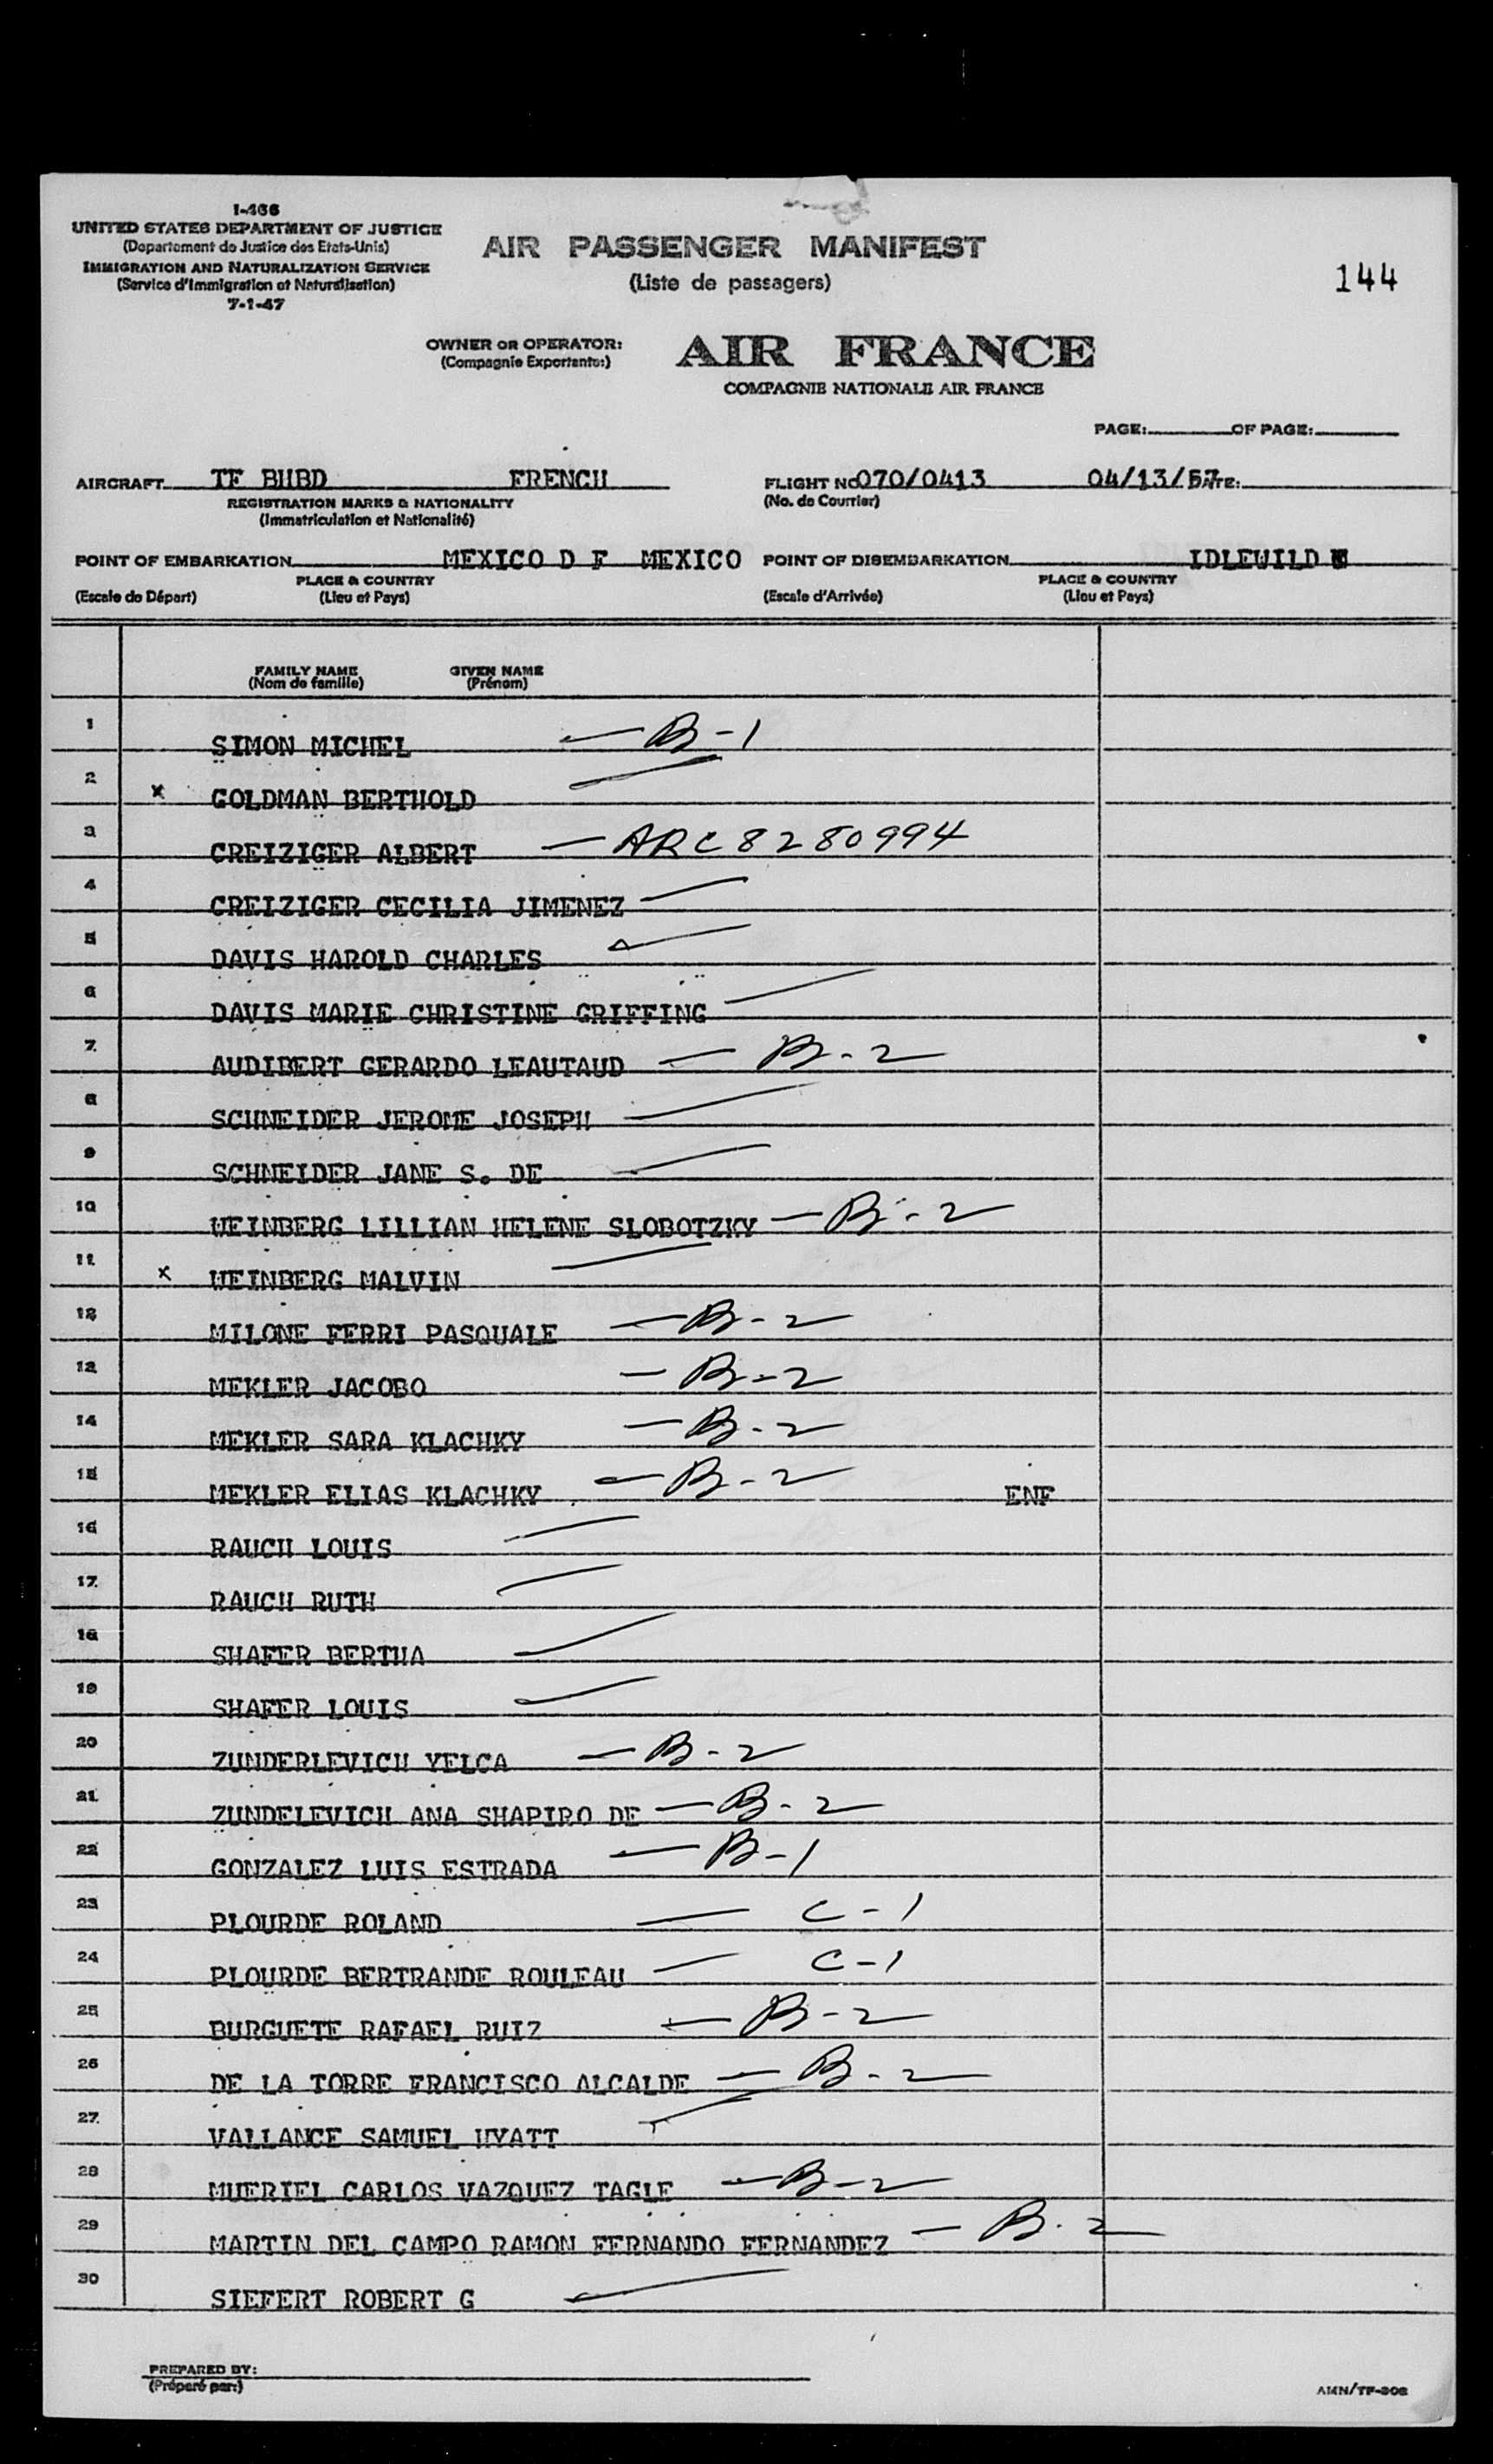 I-466
UNITED STATES DEPARTMENT OF JUSTICE
(Departement de Justice des Etats-Unis)
IMMIGRATION AND NATURALIZATION SERVICE
(Service d'Immigration et Naturalisation)
7-1-47
AIR PASSENGER MANIFEST
(Liste de passagers)
144
OWNER OR OPERATOR: AIR FRANCE
(Compagnie Exportante:)
COMPAGNIE NATIONALE AIR FRANCE
PAGE: OF PAGE:
AIRCRAFT TF BHBD FRENCH FLIGHT NO 070/0413 04/13/57
REGISTRATION MARKS & NATIONALITY (No. de Courrier)
(Immatriculation et Nationalité)
POINT OF EMBARKATION MEXICO D F MEXICO POINT OF DISEMBARKATION IDLEWILD
PLACE & COUNTRY PLACE & COUNTRY
(Escale de Départ) (Lieu et Pays) (Escale d'Arrivée) (Lieu et Pays)
FAMILY NAME GIVEN NAME
(Nom de famille) (Prénom)
1 SIMON MICHEL — B-1
2 x GOLDMAN BERTHOLD
3 CREIZIGER ALBERT — ARC 8280994
4 CREIZIGER CECILIA JIMENEZ
5 DAVIS HAROLD CHARLES
6 DAVIS MARIE CHRISTINE GRIFFING
7 AUDIBERT GERARDO LEAUTAUD — B-2
8 SCHNEIDER JEROME JOSEPH
9 SCHNEIDER JANE S. DE
10 WEINBERG LILLIAN HELENE SLOBOTZKY — B-2
11 x WEINBERG MALVIN
12 MILONE FERRI PASQUALE — B-2
13 MEKLER JACOBO — B-2
14 MEKLER SARA KLACHKY — B-2
15 MEKLER ELIAS KLACHKY — B-2 ENF
16 RAUCH LOUIS
17 RAUCH RUTH
18 SHAFER BERTHA
19 SHAFER LOUIS
20 ZUNDERLEVICH YELCA — B-2
21 ZUNDELEVICH ANA SHAPIRO DE — B-2
22 GONZALEZ LUIS ESTRADA — B-1
23 PLOURDE ROLAND — C-1
24 PLOURDE BERTRANDE ROULEAU — C-1
25 BURGUETE RAFAEL RUIZ — B-2
26 DE LA TORRE FRANCISCO ALCALDE — B-2
27 VALLANCE SAMUEL HYATT
28 MUERIEL CARLOS VAZQUEZ TAGLE — B-2
29 MARTIN DEL CAMPO RAMON FERNANDO FERNANDEZ — B-2
30 SIEFERT ROBERT G
PREPARED BY:
(Préparé par:)
AMN/TF-308